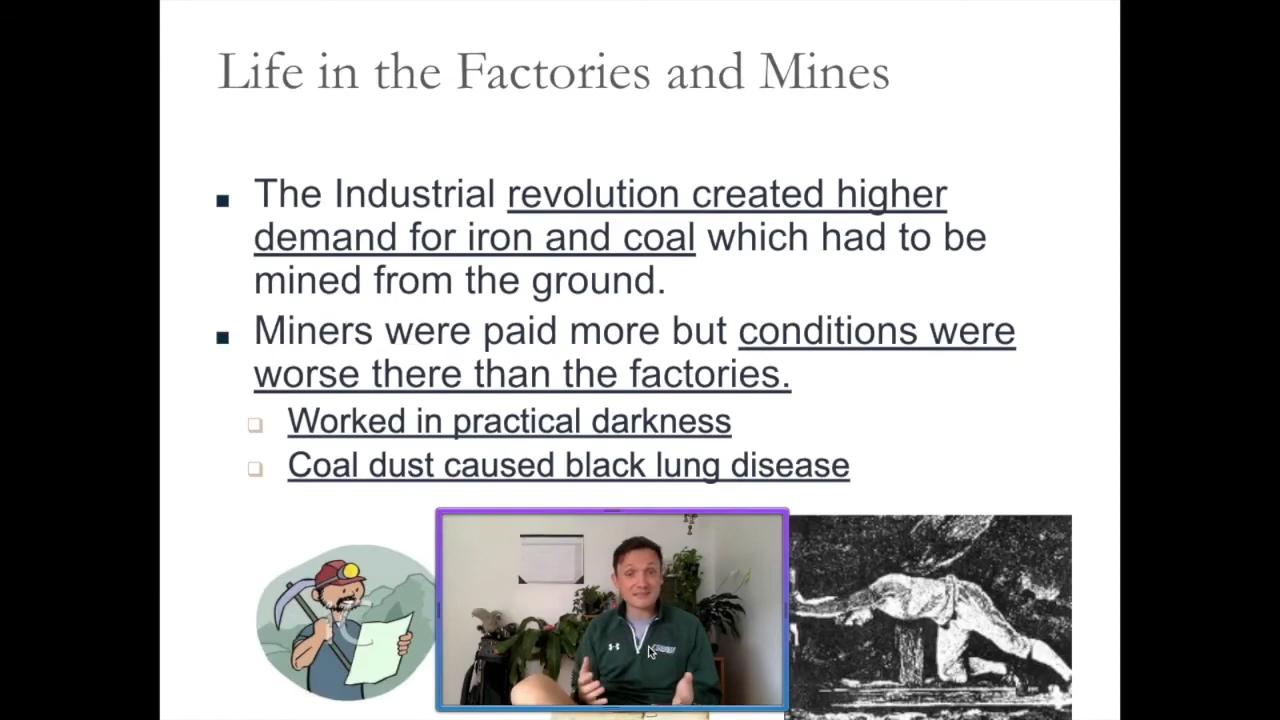 Life in the Factories and Mines
The Industrial revolution created higher
demand for iron and coal which had to be
mined from the ground.
Miners were paid more but conditions were
worse there than the factories.
Worked in practical darkness
Coal dust caused black lung disease